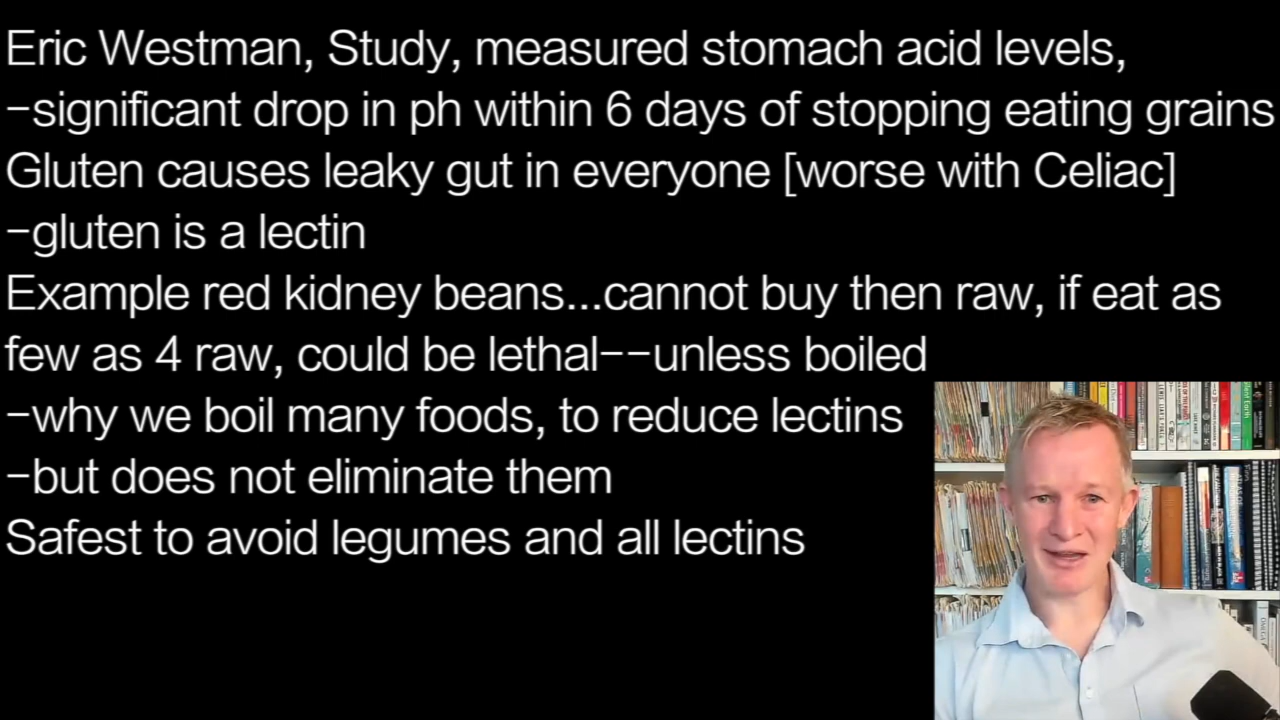 Eric Westman, Study, measured stomach acid levels,
–significant drop in ph within 6 days of stopping eating grains
Gluten causes leaky gut in everyone [worse with Celiac]
–gluten is a lectin
Example red kidney beans...cannot buy then raw, if eat as
few as 4 raw, could be lethal––unless boiled
–why we boil many foods, to reduce lectins
–but does not eliminate them
Safest to avoid legumes and all lectins